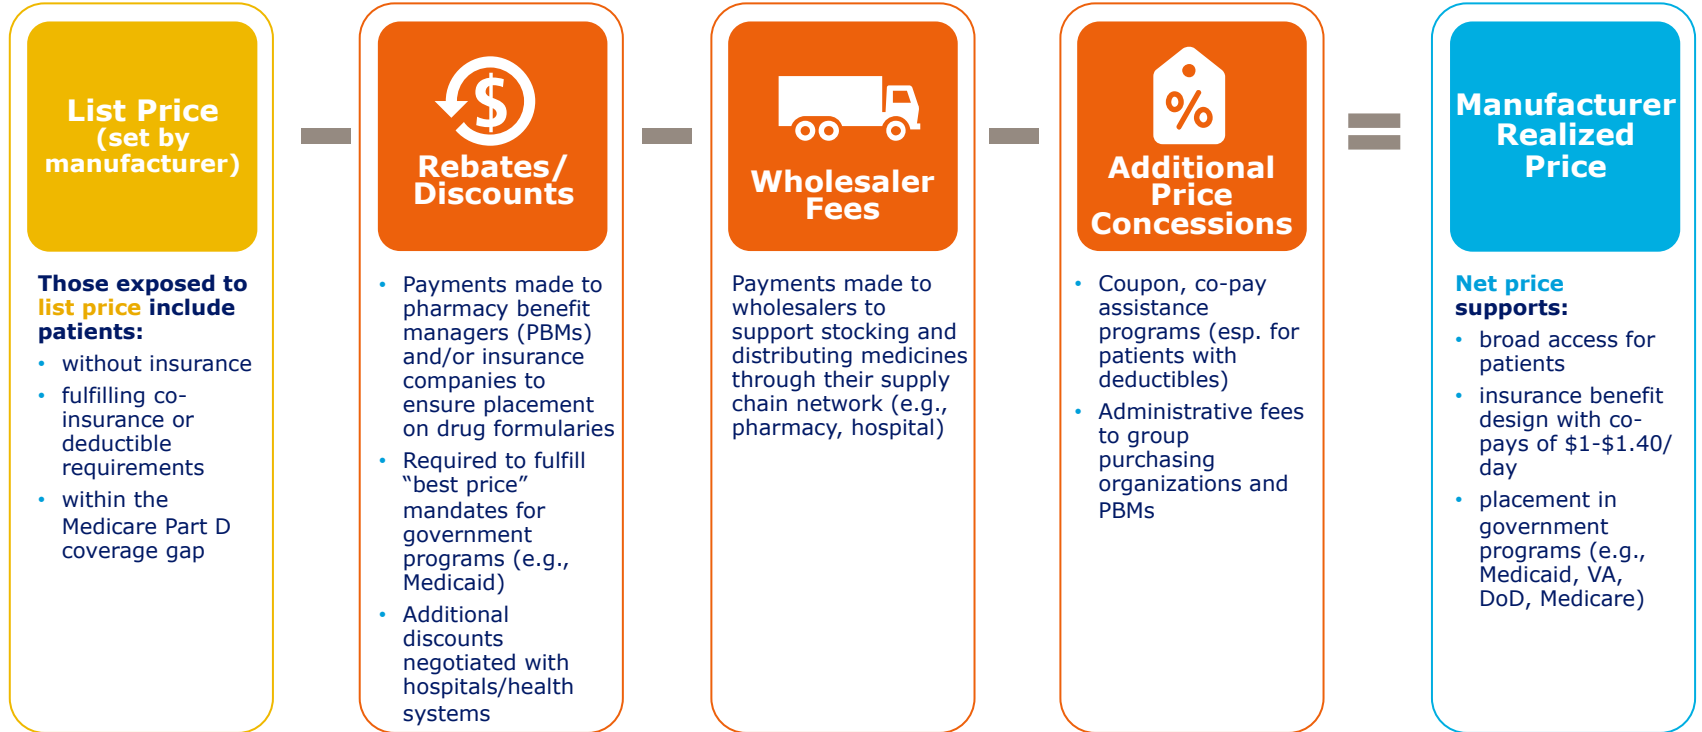 List Price
(set by
manufacturer)
Those exposed to
list price include
patients:
• without insurance
• fulfilling co-
insurance or
deductible
requirements
• within the
Medicare Part D
coverage gap
$
Rebates/
Discounts
• Payments made to
pharmacy benefit
managers (PBMs)
and/or insurance
companies to
ensure placement
on drug formularies
• Required to fulfill
“best price”
mandates for
government
programs (e.g.,
Medicaid)
• Additional
discounts
negotiated with
hospitals/health
systems
Wholesaler
Fees
Payments made to
wholesalers to
support stocking and
distributing medicines
through their supply
chain network (e.g.,
pharmacy, hospital)
%
Additional
Price
Concessions
• Coupon, co-pay
assistance
programs (esp. for
patients with
deductibles)
• Administrative fees
to group
purchasing
organizations and
PBMs
Manufacturer
Realized
Price
Net price
supports:
• broad access for
patients
• insurance benefit
design with co-
pays of $1-$1.40/
day
• placement in
government
programs (e.g.,
Medicaid, VA,
DoD, Medicare)